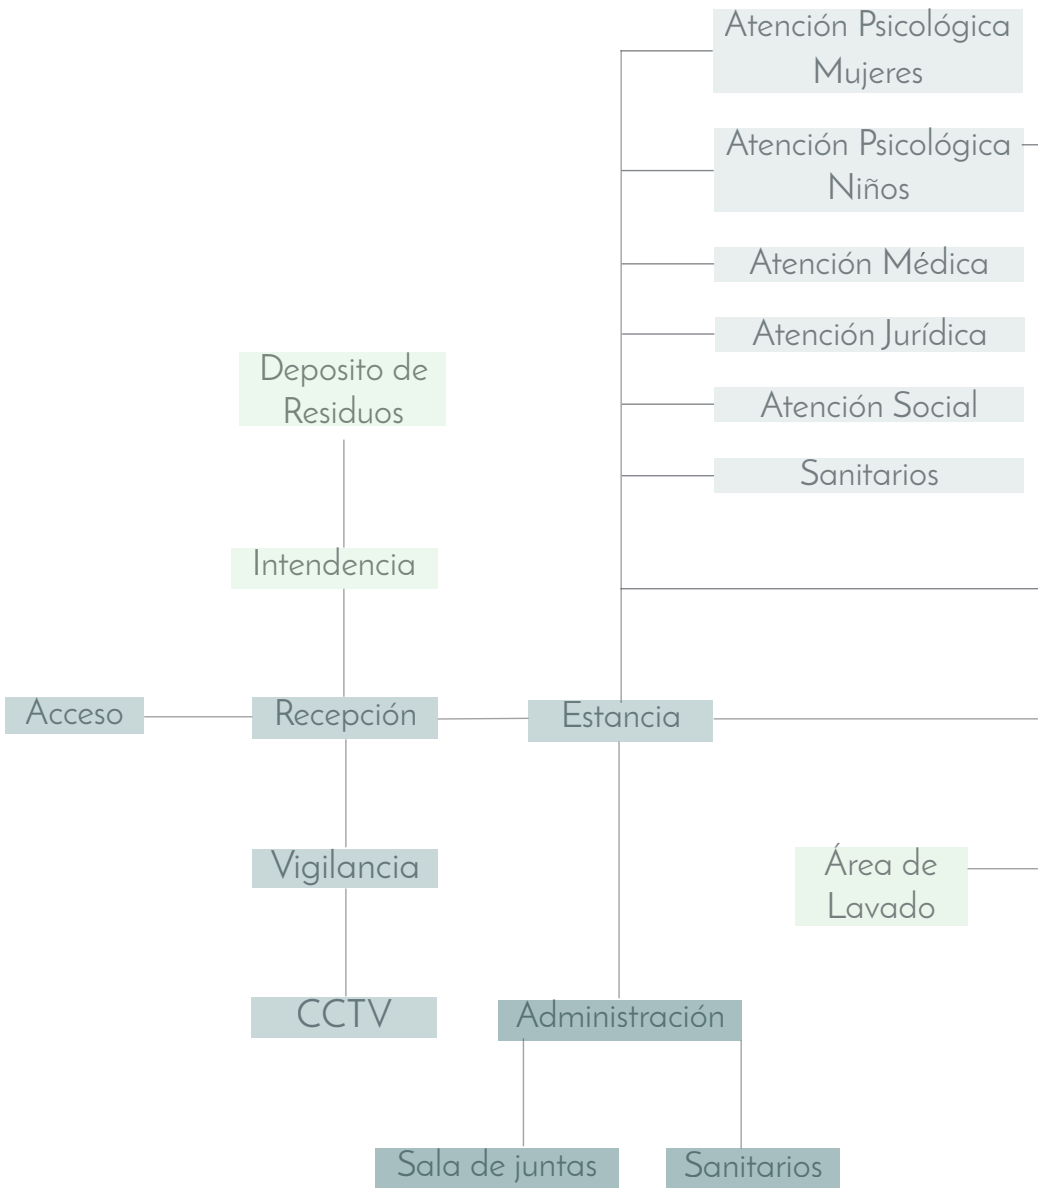 Atención Psicológica
Mujeres
Atención Psicológica
Niños
Atención Médica
Atención Jurídica
Atención Social
Sanitarios
Deposito de
Residuos
Intendencia
Acceso
Recepción
Estancia
Vigilancia
Área de
Lavado
CCTV
Administración
Sala de juntas
Sanitarios